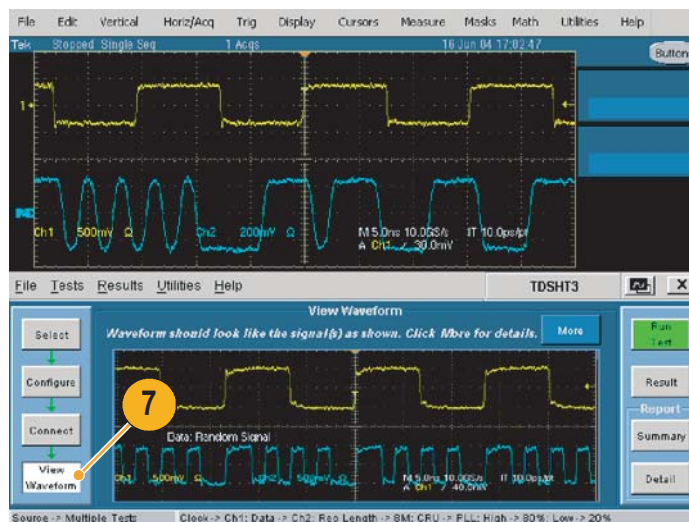 File Edit Vertical Horiz/Acq Trig Display Cursors Measure Masks Math Utilities Help
Tek Stopped Single Seq 1 Acqs 16 Jun 04 17:02:47
Button
1
Ch1 500mV Ω Ch2 200mV Ω M 5.0ns 10.0GS/s IT 10.0ps/pt
A Ch1 / 30.0mV
File Tests Results Utilities Help TDSHT3 X
View Waveform
Waveform should look like the signal(s) as shown. Click More for details. More
Select
Configure
Connect
View
Waveform
7
Data: Random Signal
Ch1 500mV Ω Ch2 500mV Ω M 5.0ns 10.0GS/s IT 10.0ps/pt
A Ch1 / 40.0mV
Run
Test
Result
Report
Summary
Detail
Source -> Multiple Tests Clock-> Ch1: Data -> Ch2: Rec Length -> 8M: CRU -> PLL: High -> 80%: Low-> 20%